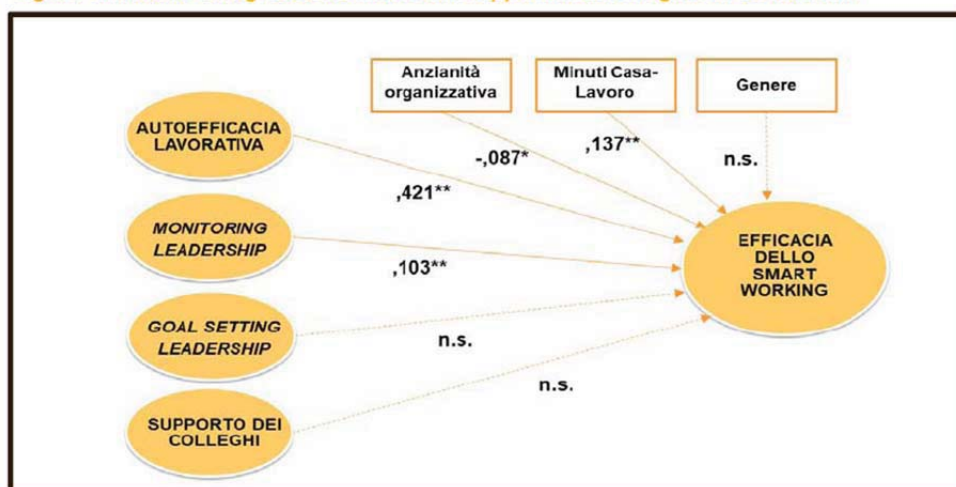 Anzianità
organizzativa
Minuti Casa-
Lavoro
Genere
AUTOEFFICACIA
LAVORATIVA
-,087*
,137**
n.s.
,421**
MONITORING
LEADERSHIP
,103**
EFFICACIA
DELLO
SMART
WORKING
GOAL SETTING
LEADERSHIP
n.s.
n.s.
SUPPORTO DEI
COLLEGHI